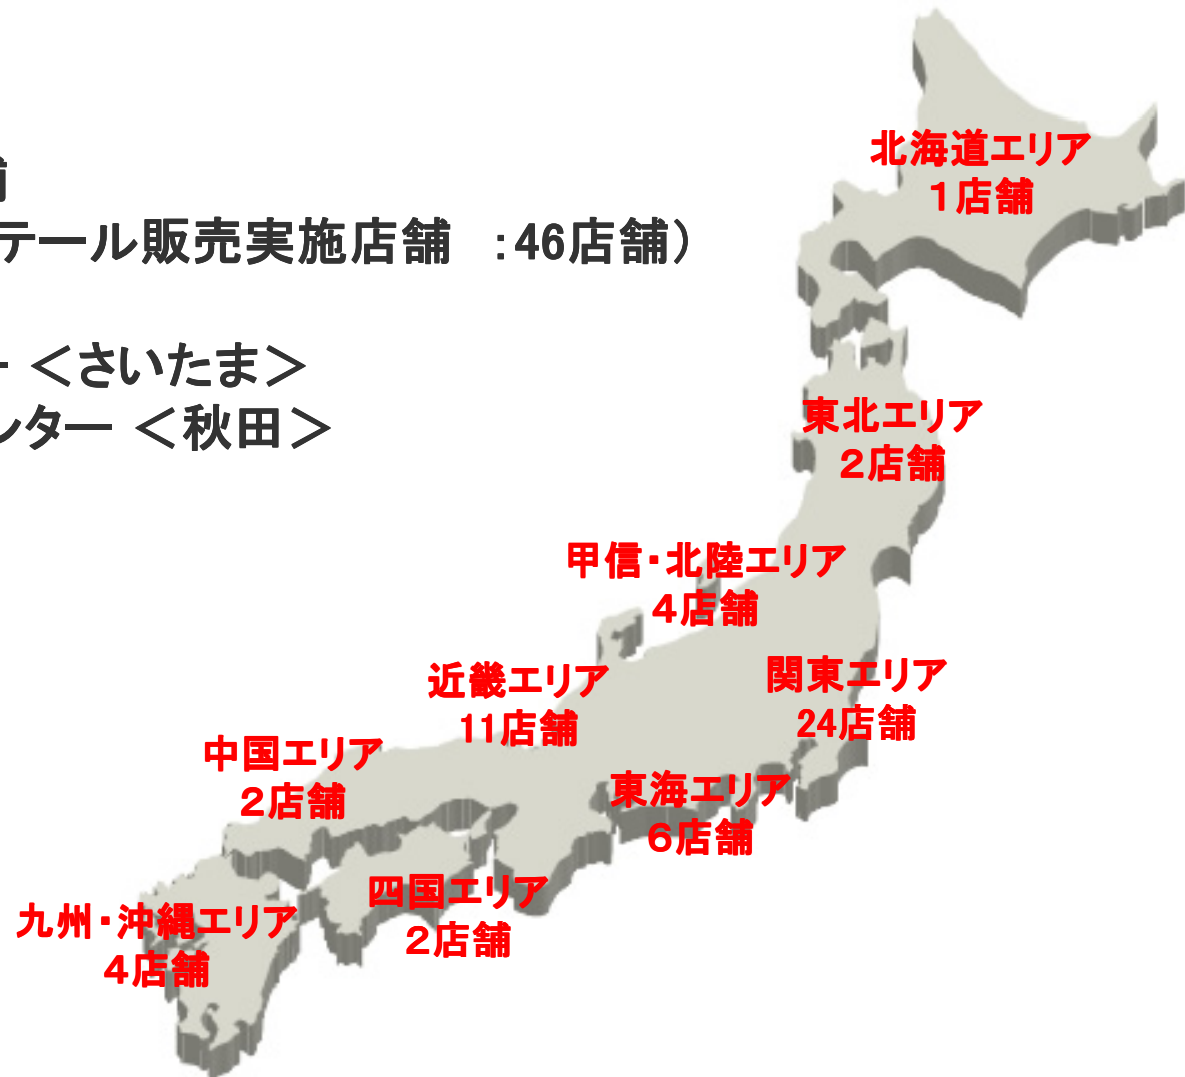 舗
テール販売実施店舗 ：46店舗）
ー ＜さいたま＞
ンター ＜秋田＞
北海道エリア
１店舗
東北エリア
２店舗
甲信・北陸エリア
４店舗
近畿エリア
11店舗
関東エリア
24店舗
中国エリア
２店舗
東海エリア
６店舗
四国エリア
２店舗
九州・沖縄エリア
４店舗